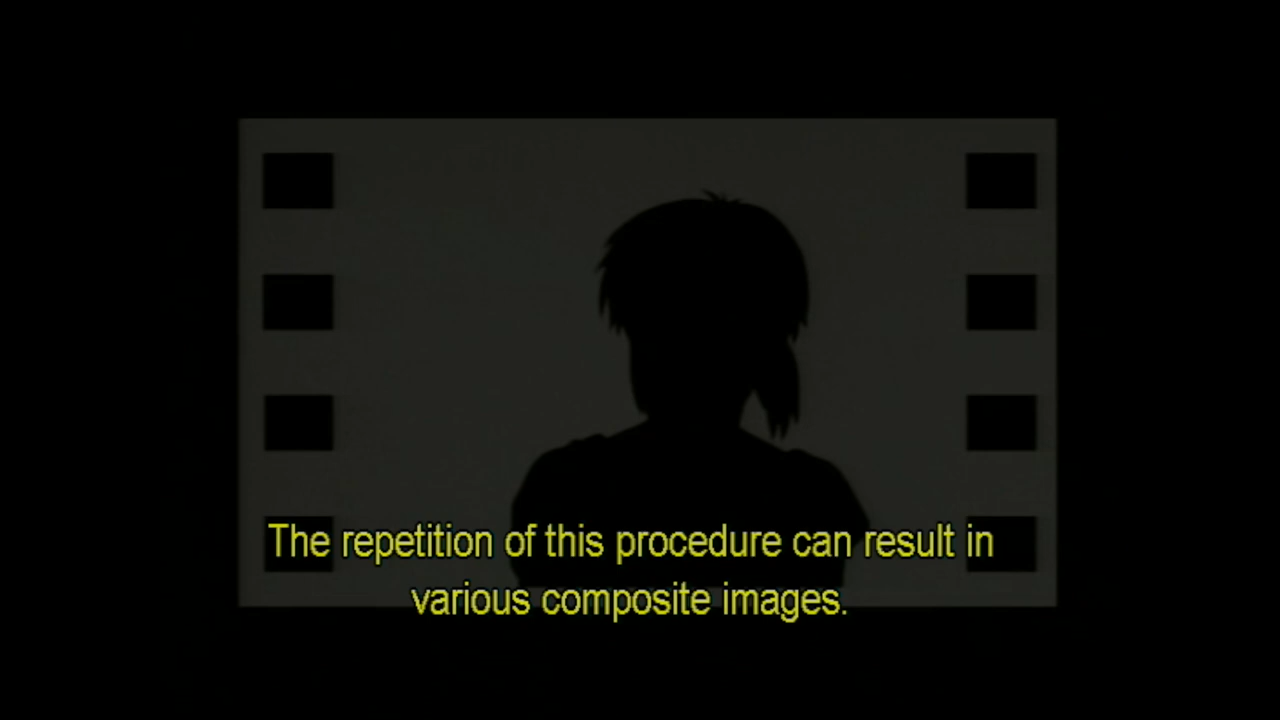 The repetition of this procedure can result in
various composite images.